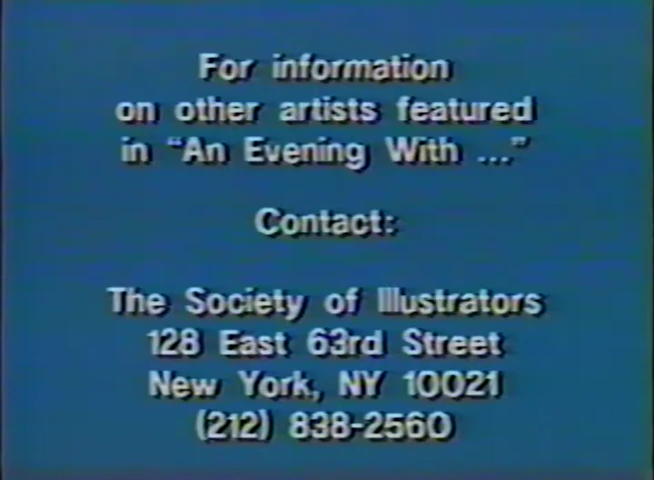 For information
on other artists featured
in "An Evening With ..."
Contact:
The Society of Illustrators
128 East 63rd Street
New York, NY 10021
(212) 838-2560